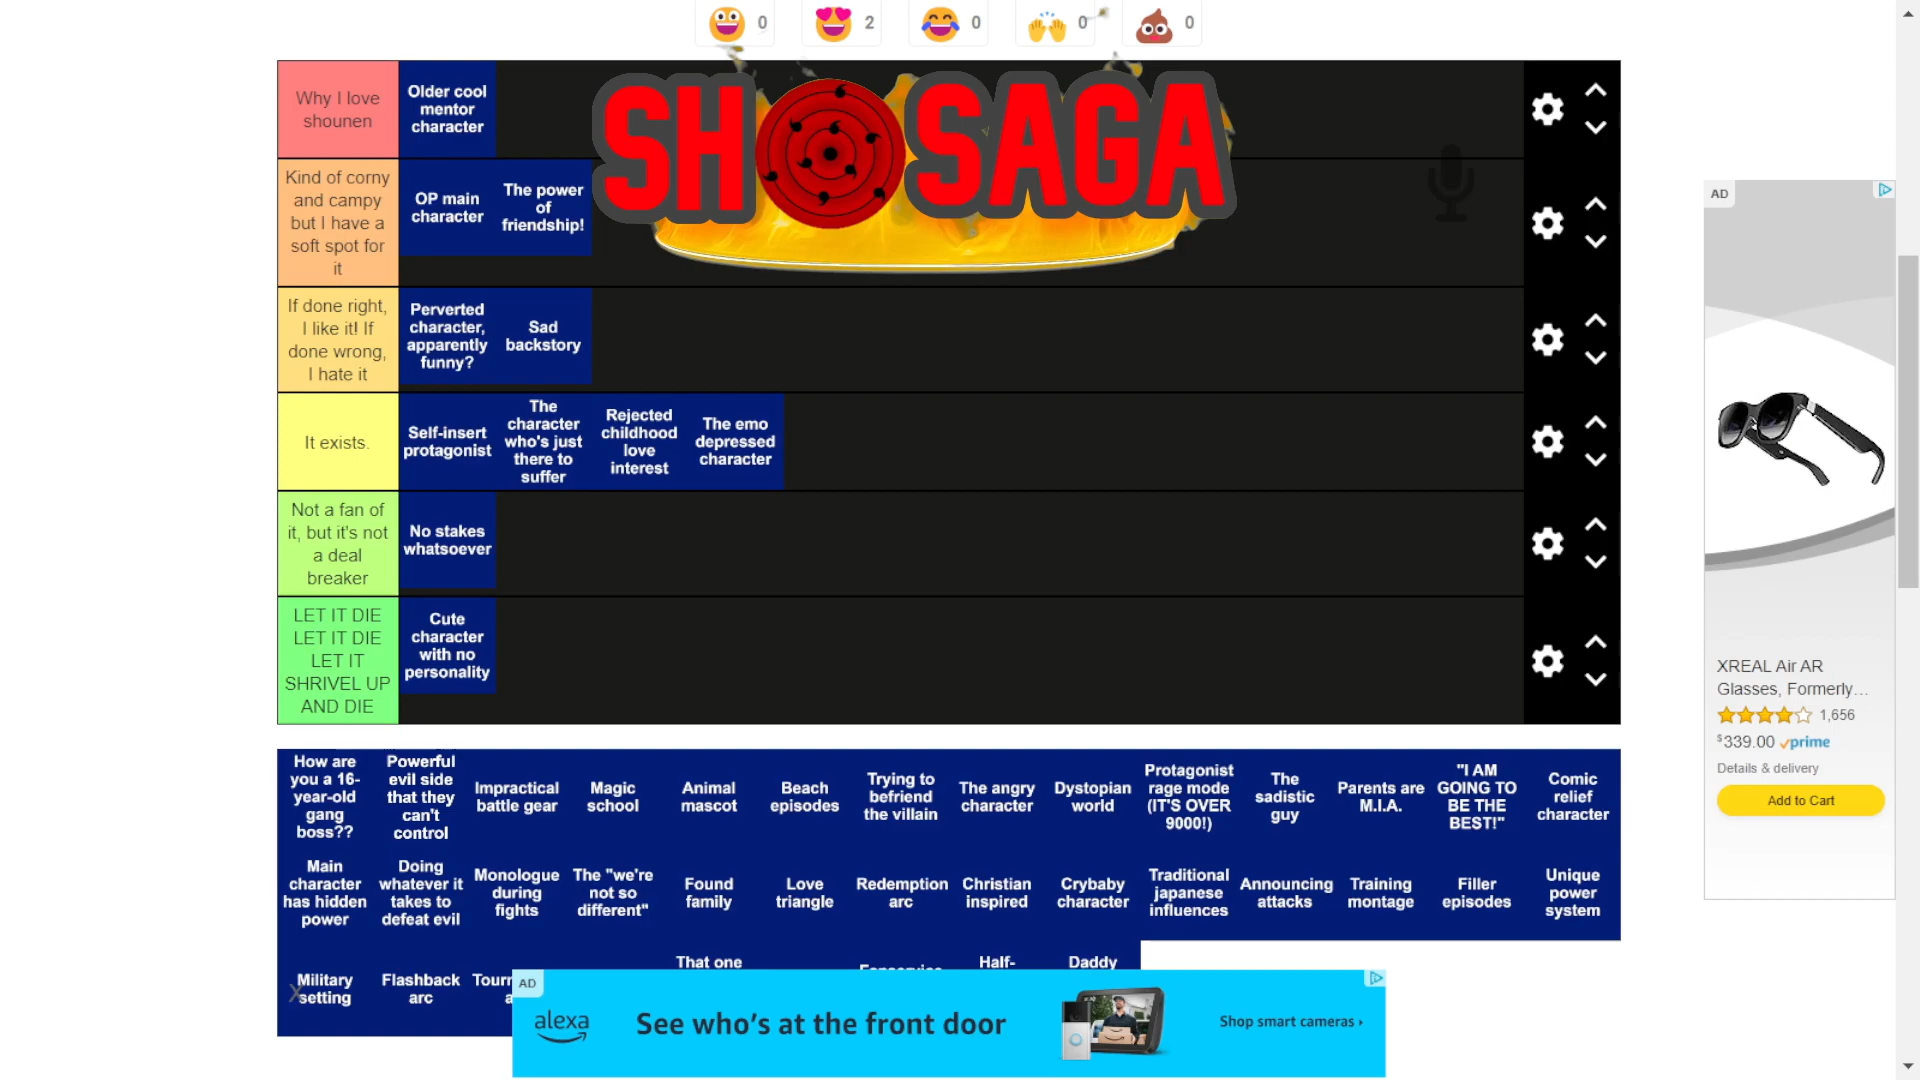 0
2
0
0
0
Why I love
shounen
Older cool
mentor
character
SH SAGA
Kind of corny
and campy
but I have a
soft spot for
it
OP main
character
The power
of
friendship!
If done right,
I like it! If
done wrong,
I hate it
Perverted
character,
apparently
funny?
Sad
backstory
It exists.
Self-insert
protagonist
The
character
who's just
there to
suffer
Rejected
childhood
love
interest
The emo
depressed
character
Not a fan of
it, but it's not
a deal
breaker
No stakes
whatsoever
LET IT DIE
LET IT DIE
LET IT
SHRIVEL UP
AND DIE
Cute
character
with no
personality
How are
you a 16-
year-old
gang
boss??
Powerful
evil side
that they
can't
control
Impractical
battle gear
Magic
school
Animal
mascot
Beach
episodes
Trying to
befriend
the villain
The angry
character
Dystopian
world
Protagonist
rage mode
(IT'S OVER
9000!)
The
sadistic
guy
Parents are
M.I.A.
"I AM
GOING TO
BE THE
BEST!"
Comic
relief
character
Main
character
has hidden
power
Doing
whatever it
takes to
defeat evil
Monologue
during
fights
The "we're
not so
different"
Found
family
Love
triangle
Redemption
arc
Christian
inspired
Crybaby
character
Traditional
japanese
influences
Announcing
attacks
Training
montage
Filler
episodes
Unique
power
system
Military
setting
Flashback
arc
That one
Half-
Daddy
X
AD
alexa
See who's at the front door
Shop smart cameras ›
AD
XREAL Air AR
Glasses, Formerly...
1,656
$339.00 prime
Details & delivery
Add to Cart